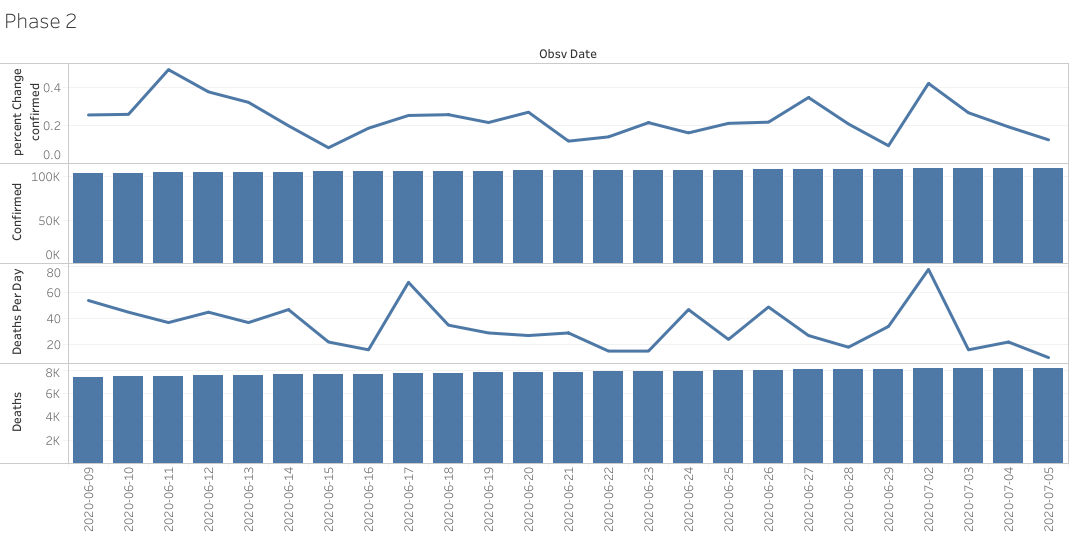 Phase 2
Obsv Date
percent Change
confirmed
0.4
0.2
0.0
Confirmed
100K
50K
0K
Deaths Per Day
80
60
40
20
Deaths
8K
6K
4K
2K
2020-06-09
2020-06-10
2020-06-11
2020-06-12
2020-06-13
2020-06-14
2020-06-15
2020-06-16
2020-06-17
2020-06-18
2020-06-19
2020-06-20
2020-06-21
2020-06-22
2020-06-23
2020-06-24
2020-06-25
2020-06-26
2020-06-27
2020-06-28
2020-06-29
2020-07-02
2020-07-03
2020-07-04
2020-07-05